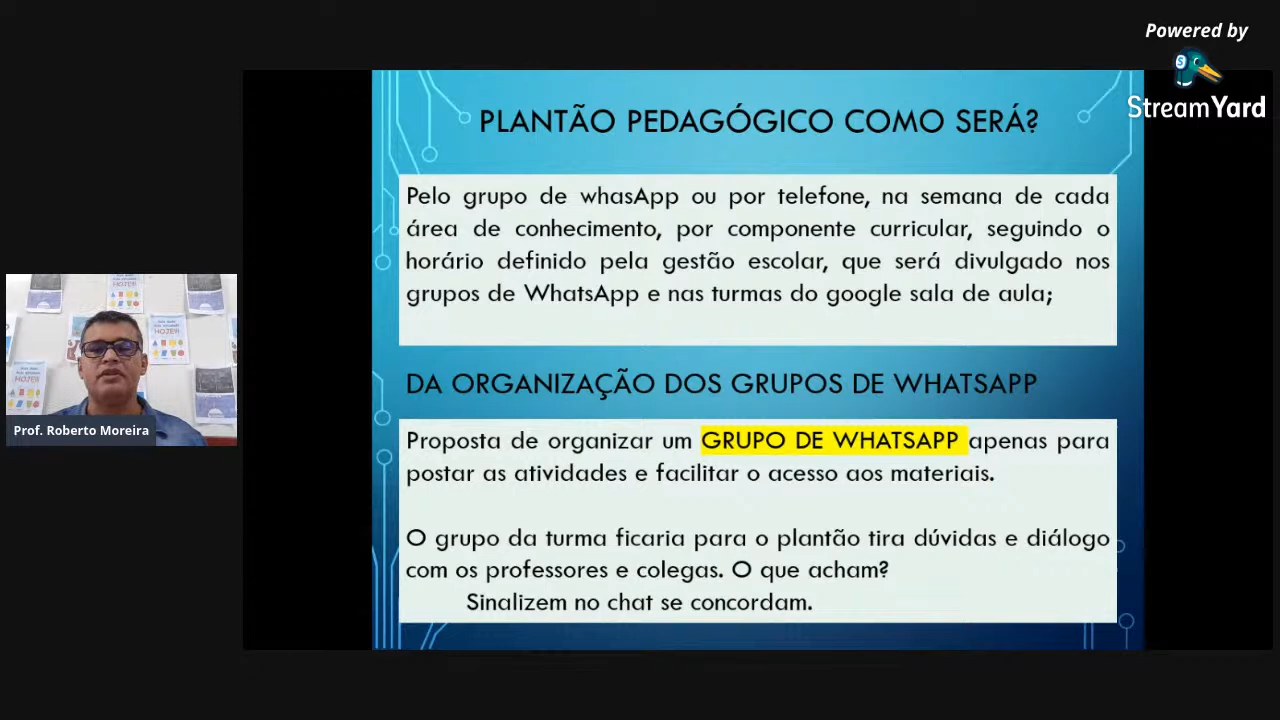 Powered by
StreamYard
PLANTÃO PEDAGÓGICO COMO SERÁ?
Pelo grupo de whasApp ou por telefone, na semana de cada
área de conhecimento, por componente curricular, seguindo o
horário definido pela gestão escolar, que será divulgado nos
grupos de WhatsApp e nas turmas do google sala de aula;
DA ORGANIZAÇÃO DOS GRUPOS DE WHATSAPP
Proposta de organizar um GRUPO DE WHATSAPP apenas para
postar as atividades e facilitar o acesso aos materiais.
O grupo da turma ficaria para o plantão tira dúvidas e diálogo
com os professores e colegas. O que acham?
Sinalizem no chat se concordam.
HOJE!!!
HOJE!!!
Prof. Roberto Moreira